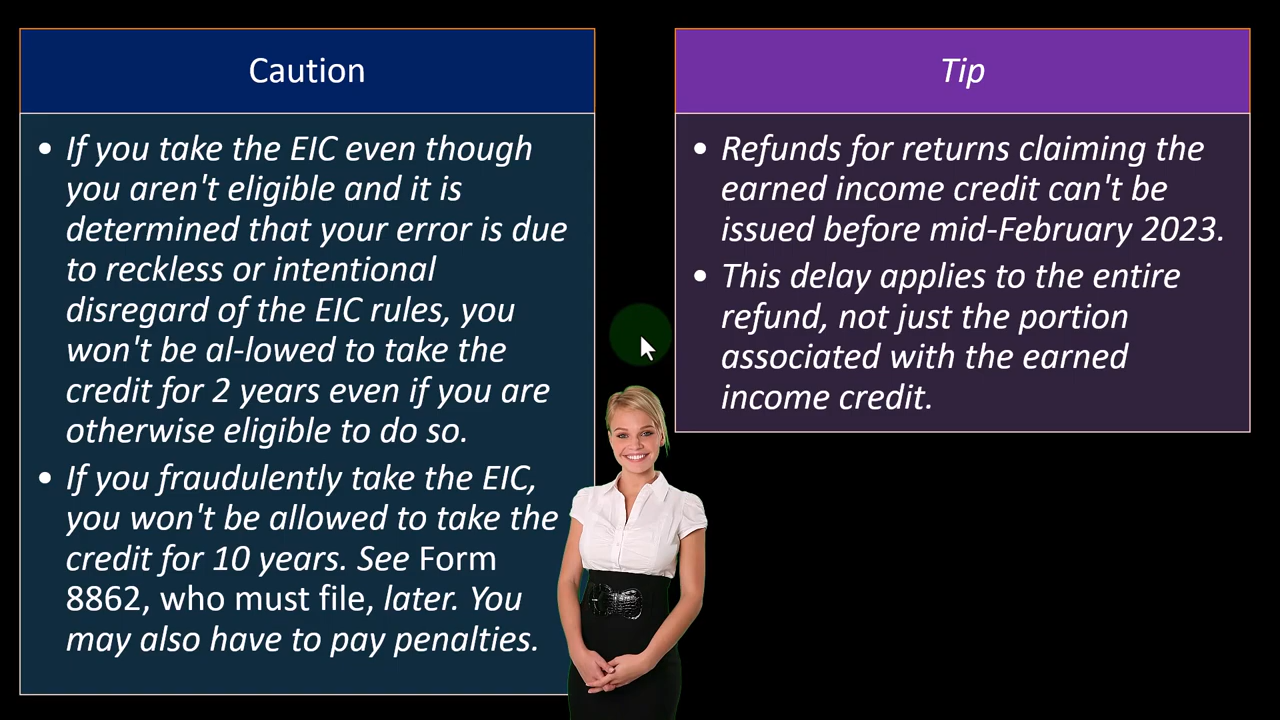 Caution
• If you take the EIC even though
you aren't eligible and it is
determined that your error is due
to reckless or intentional
disregard of the EIC rules, you
won't be al-lowed to take the
credit for 2 years even if you are
otherwise eligible to do so.
• If you fraudulently take the EIC,
you won't be allowed to take the
credit for 10 years. See Form
8862, who must file, later. You
may also have to pay penalties.
Tip
• Refunds for returns claiming the
earned income credit can't be
issued before mid-February 2023.
• This delay applies to the entire
refund, not just the portion
associated with the earned
income credit.